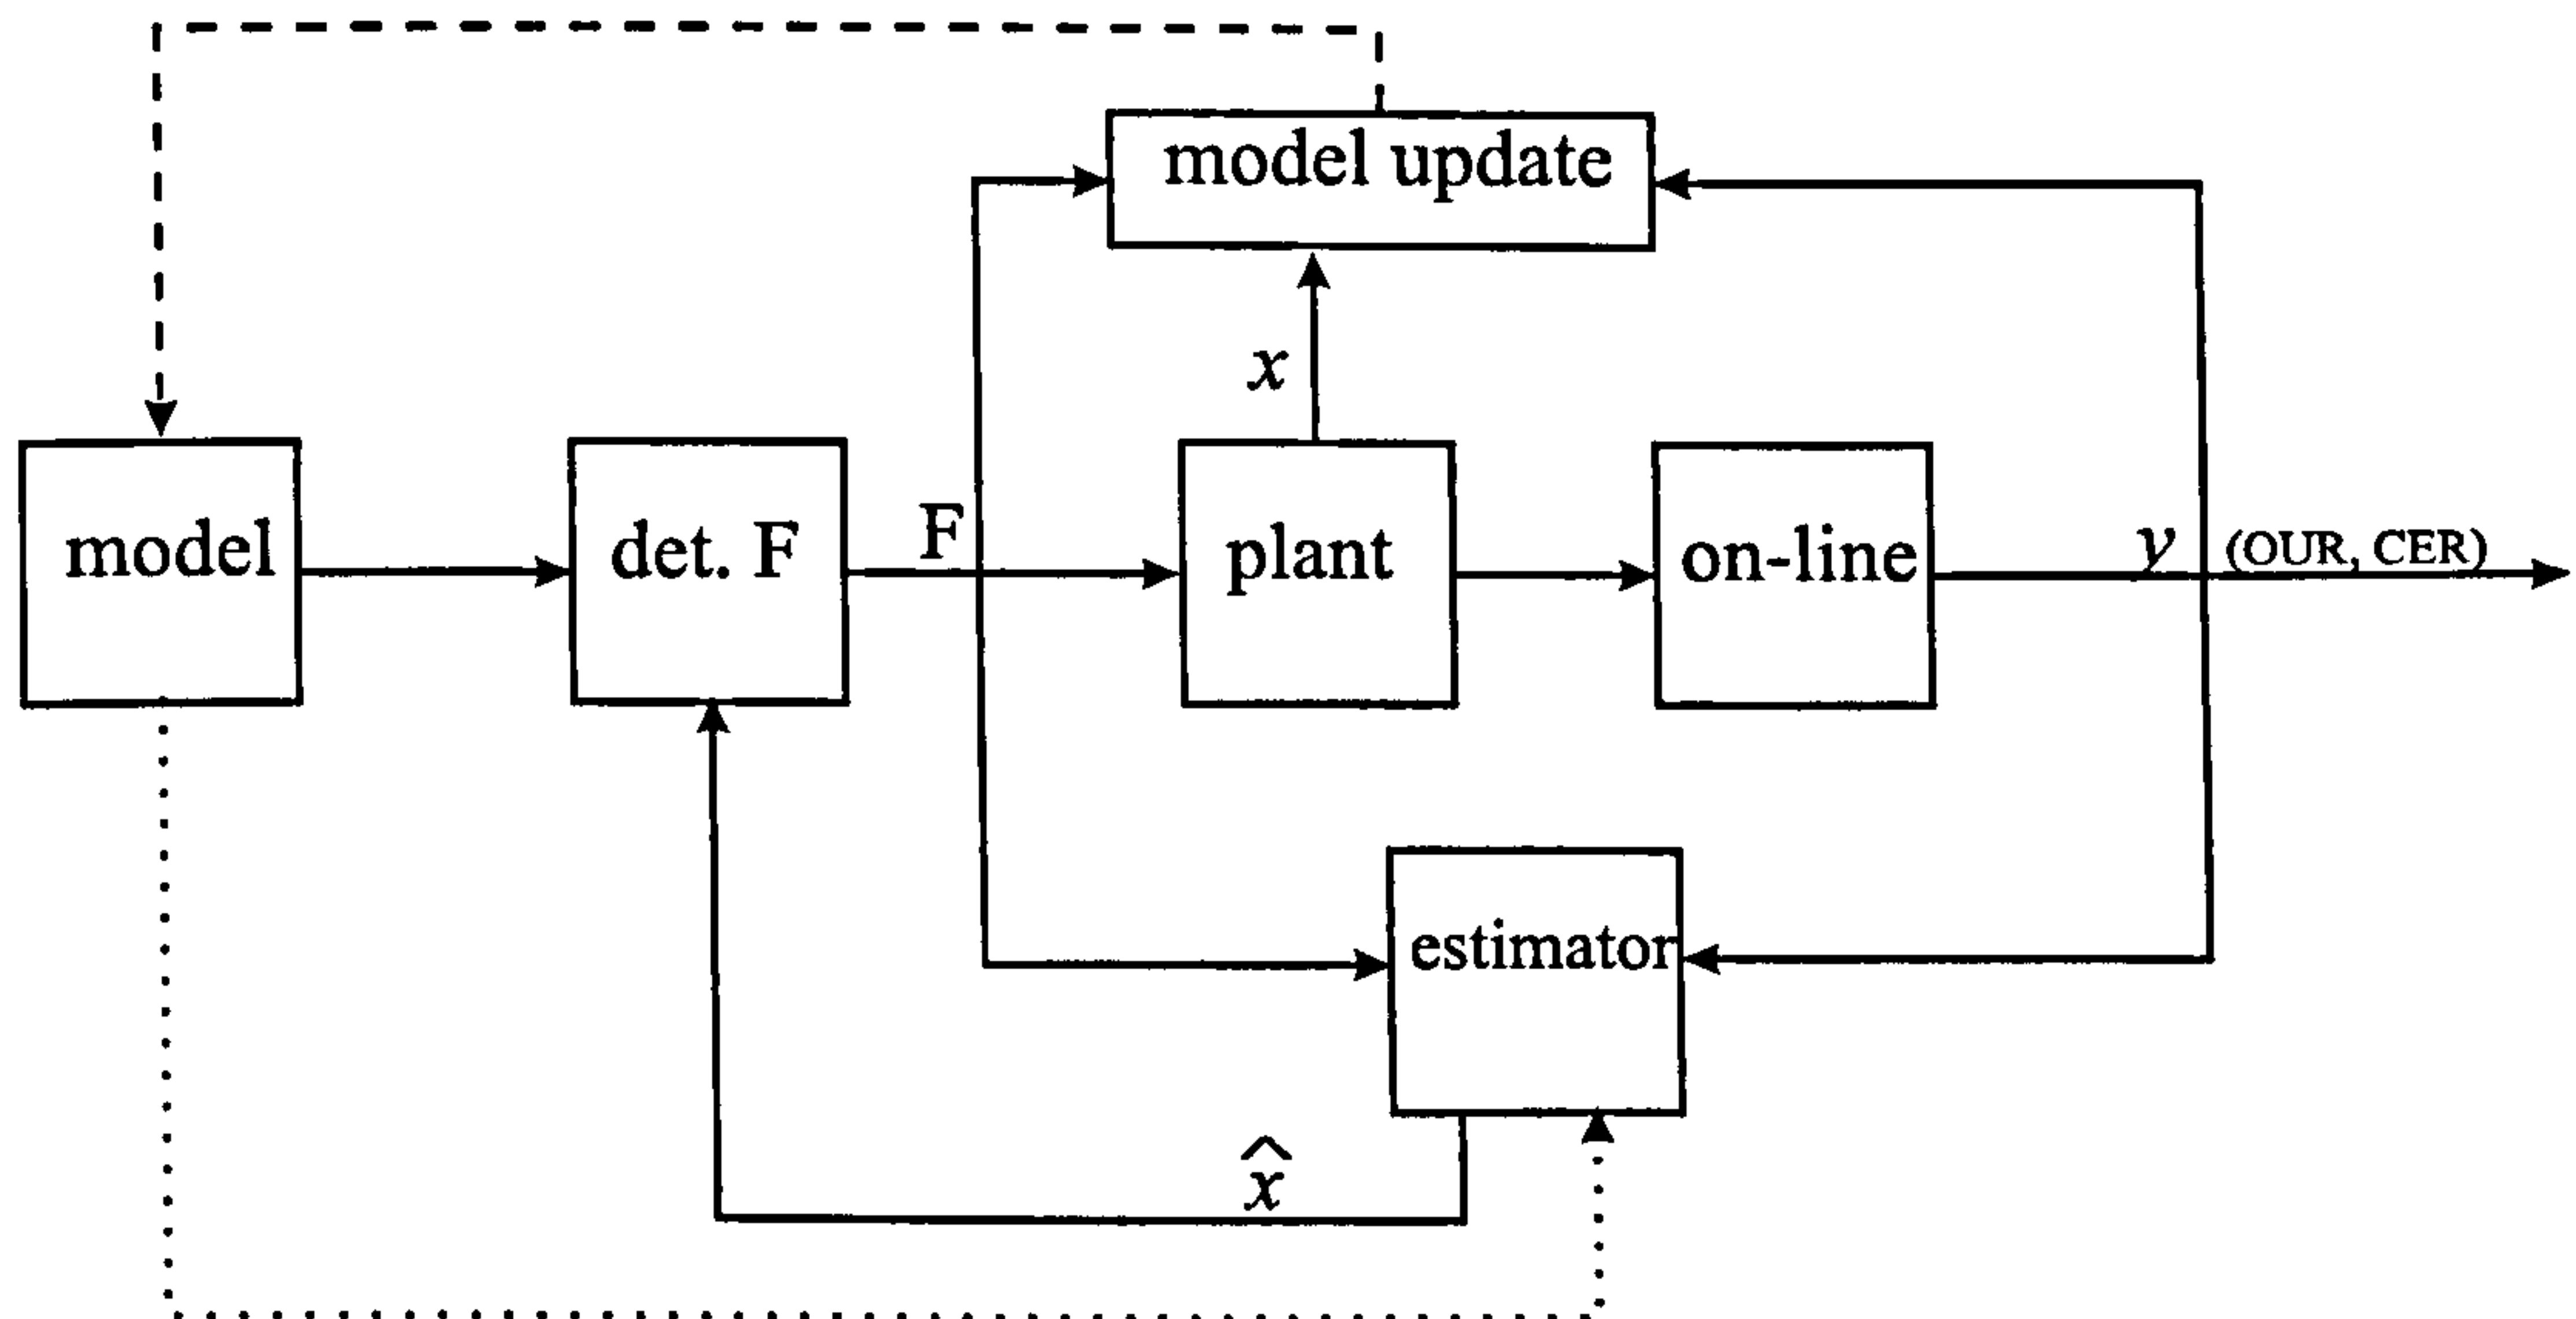 model update
x
model
det. F
F
plant
on-line
y (OUR, CER)
estimator
x̂